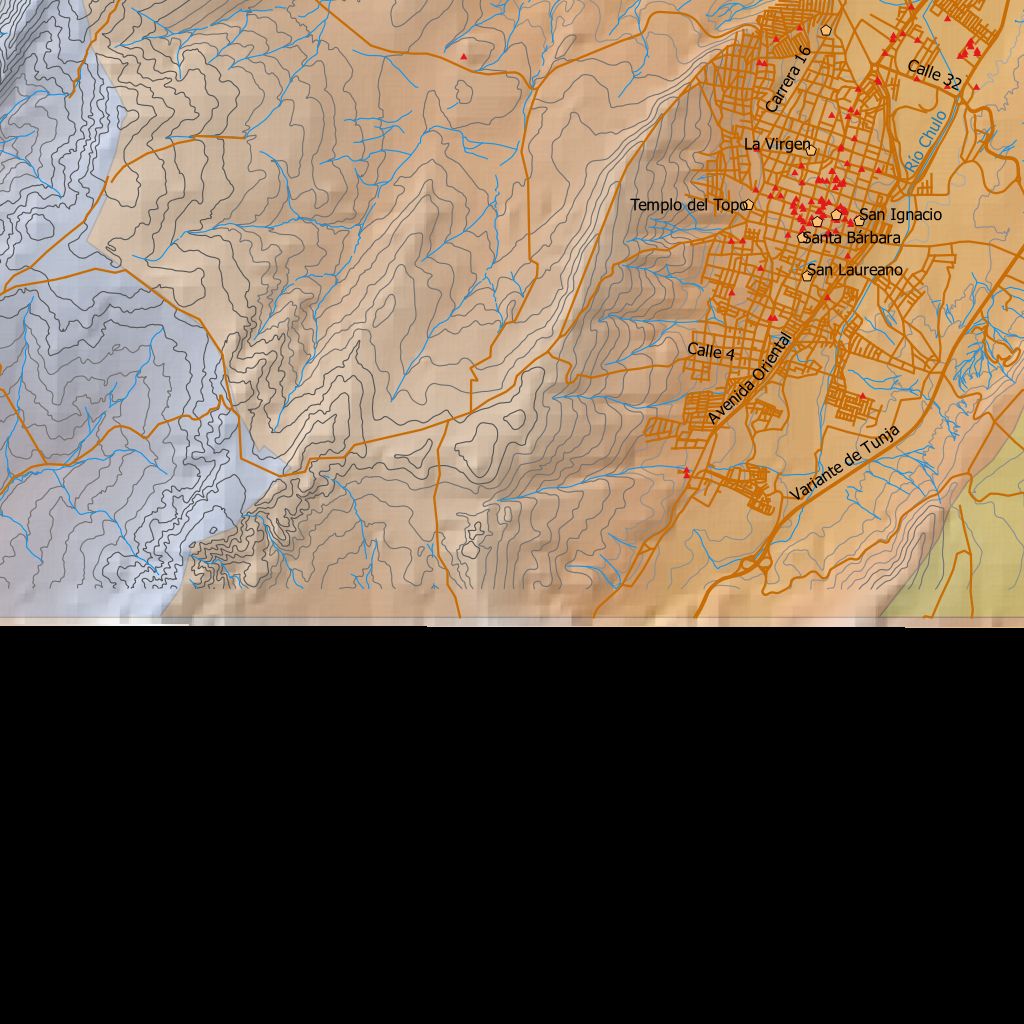 Calle 32
Carrera 16
Río Chulo
La Virgen
Templo del Topo
San Ignacio
Santa Bárbara
San Laureano
Calle 4
Avenida Oriental
Variante de Tunja